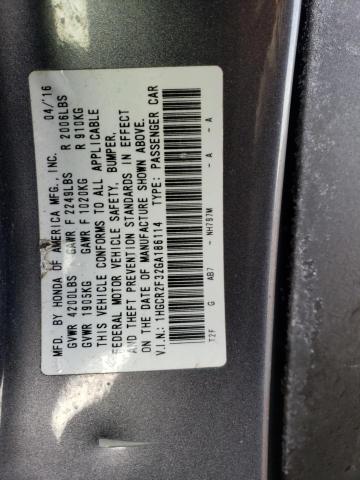 MFD. BY HONDA OF AMERICA MFG., INC. 04/16
GVWR 4200LBS GAWR F 2249LBS R 2006LBS
GVWR 1905KG GAWR F 1020KG R 910KG
THIS VEHICLE CONFORMS TO ALL APPLICABLE
FEDERAL MOTOR VEHICLE SAFETY, BUMPER,
AND THEFT PREVENTION STANDARDS IN EFFECT
ON THE DATE OF MANUFACTURE SHOWN ABOVE.
V.I.N.: 1HGCR2F32GA186114 TYPE: PASSENGER CAR
T2F G AB7 - NH797M - A - A